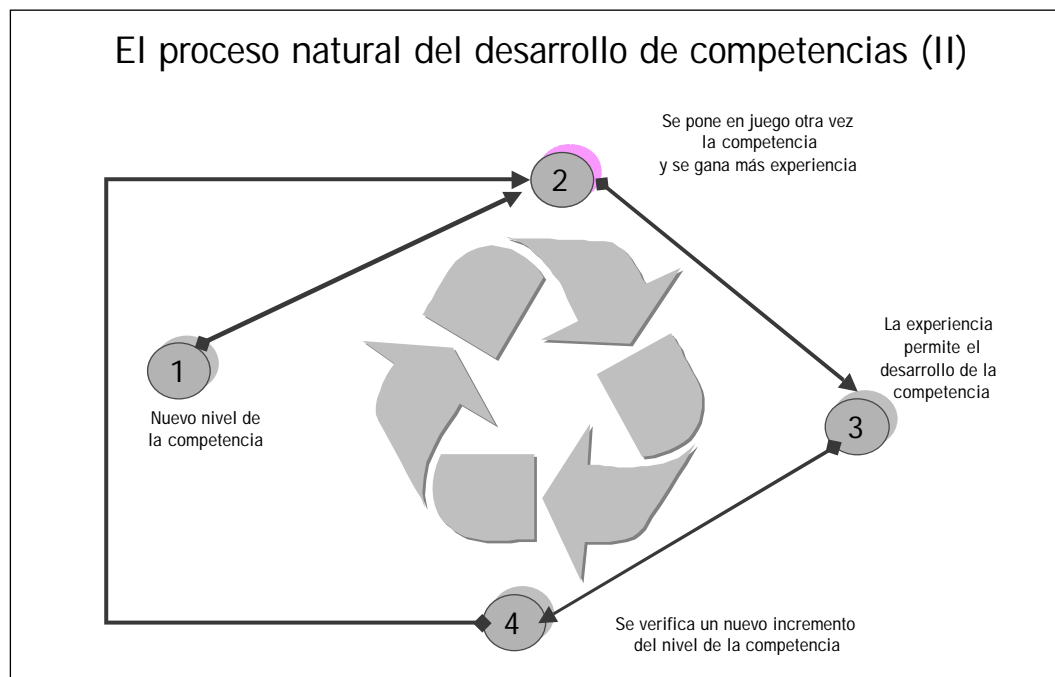 El proceso natural del desarrollo de competencias (II)
Se pone en juego otra vez
la competencia
y se gana más experiencia
2
1
Nuevo nivel de
la competencia
La experiencia
permite el
desarrollo de la
competencia
3
4
Se verifica un nuevo incremento
del nivel de la competencia